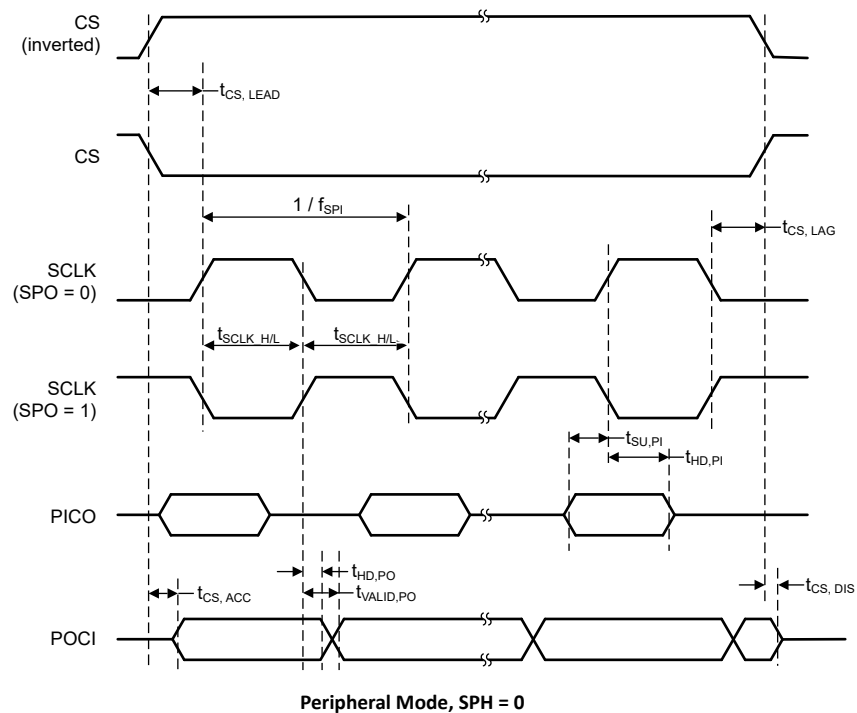 CS
(inverted)
tCS, LEAD
CS
1 / fSPI
tCS, LAG
SCLK
(SPO = 0)
tSCLK_H/L
tSCLK_H/L
SCLK
(SPO = 1)
tSU,PI
tHD,PI
PICO
tHD,PO
tVALID,PO
tCS, ACC
tCS, DIS
POCI
Peripheral Mode, SPH = 0